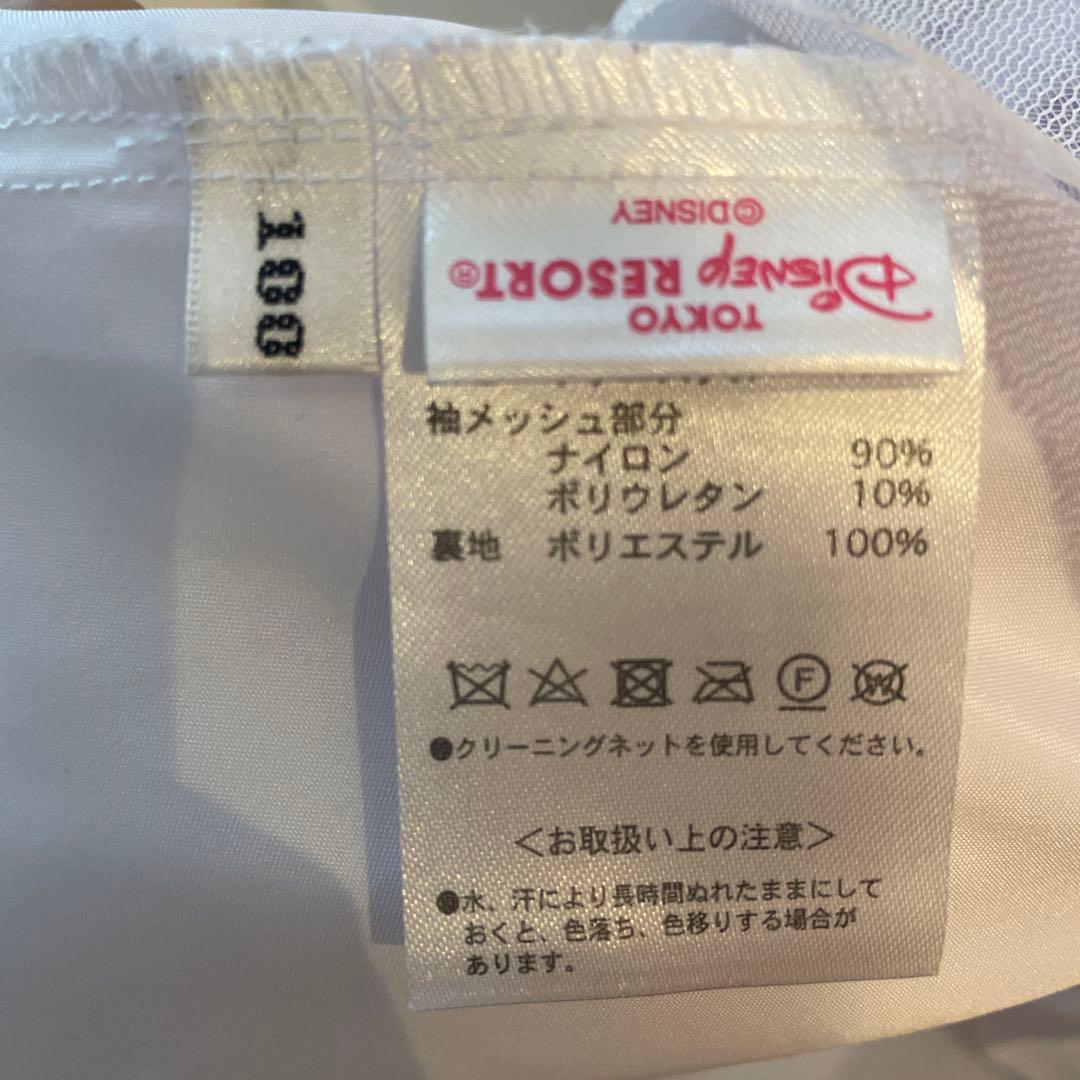 100
TOKYO
Disney RESORT®
©DISNEY
袖メッシュ部分
ナイロン 90%
ポリウレタン 10%
裏地 ポリエステル 100%
F W
●クリーニングネットを使用してください。
＜お取扱い上の注意＞
●水、汗により長時間ぬれたままにして
おくと、色落ち、色移りする場合が
あります。